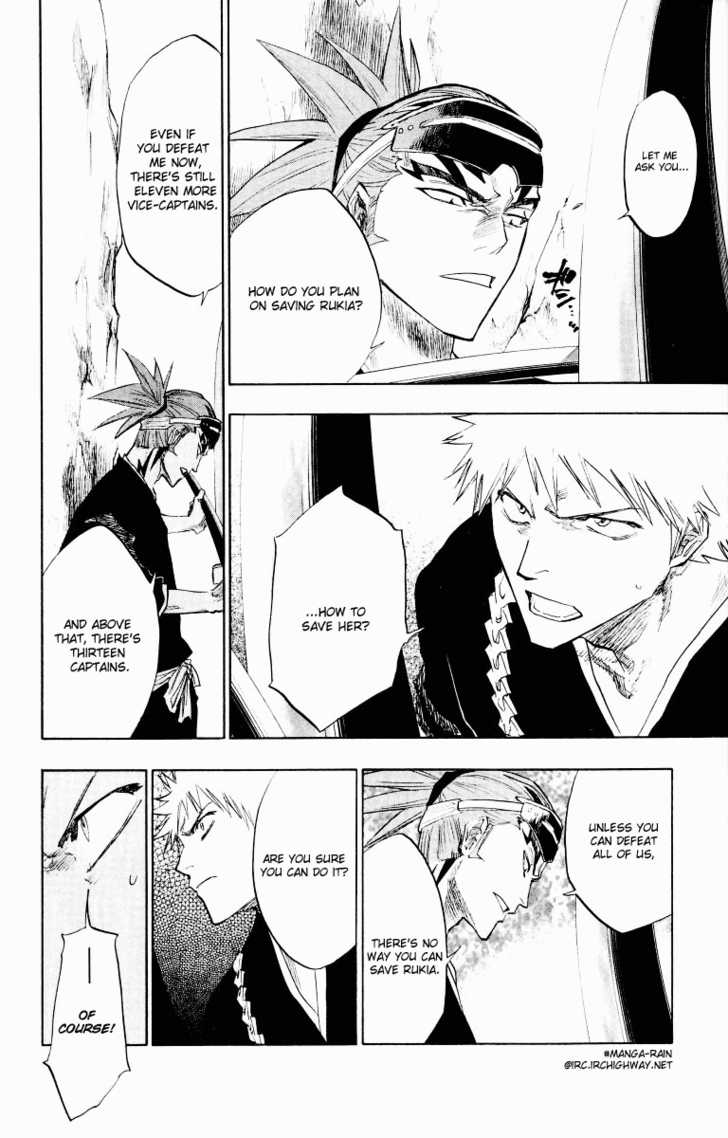 LET ME
ASK YOU...
HOW DO YOU PLAN
ON SAVING RUKIA?
...HOW TO
SAVE HER?
EVEN IF
YOU DEFEAT
ME NOW,
THERE'S STILL
ELEVEN MORE
VICE-CAPTAINS.
AND ABOVE
THAT, THERE'S
THIRTEEN
CAPTAINS.
UNLESS YOU
CAN DEFEAT
ALL OF US,
THERE'S NO
WAY YOU CAN
SAVE RUKIA.
ARE YOU SURE
YOU CAN DO IT?
—
OF
COURSE!
#MANGA-RAIN
@IRC.IRCHIGHWAY.NET